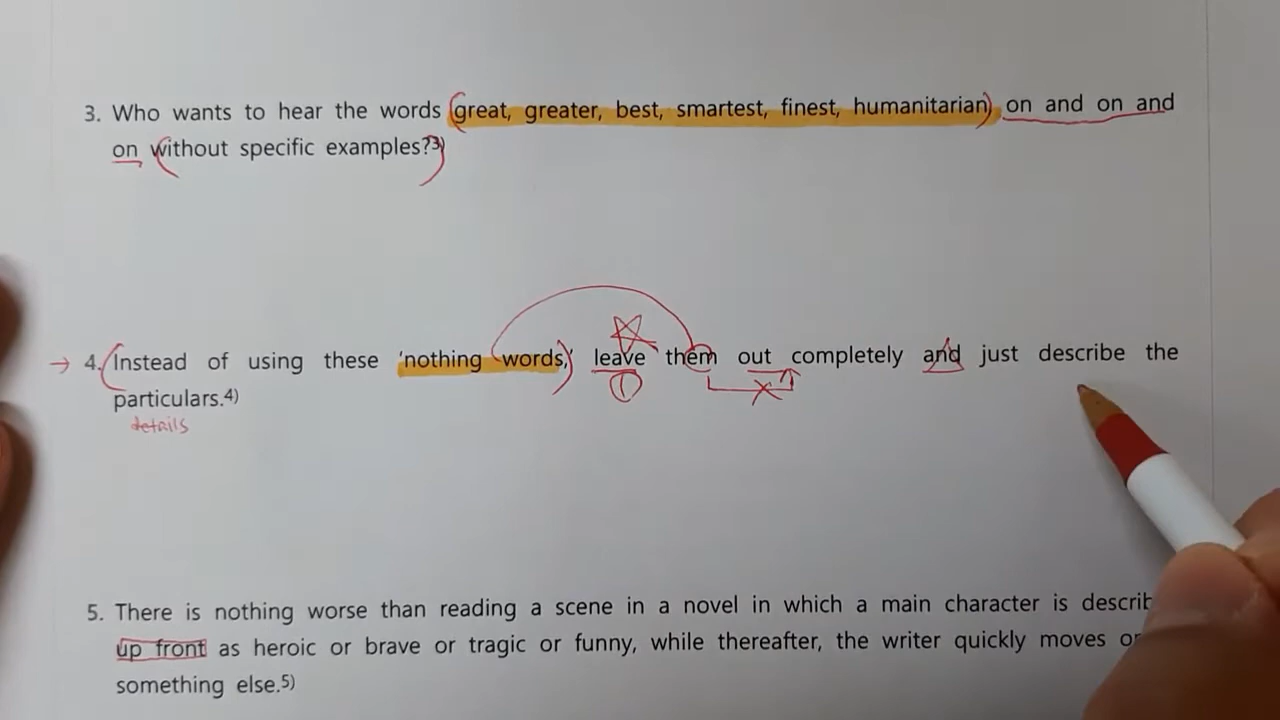 3. Who wants to hear the words (great, greater, best, smartest, finest, humanitarian) on and on and
on (without specific examples?3))
→ 4. (Instead of using these 'nothing words,') leave them out completely and just describe the
①
particulars.4)
details
5. There is nothing worse than reading a scene in a novel in which a main character is
up front as heroic or brave or tragic or funny, while thereafter, the writer quickly moves
something else.5)